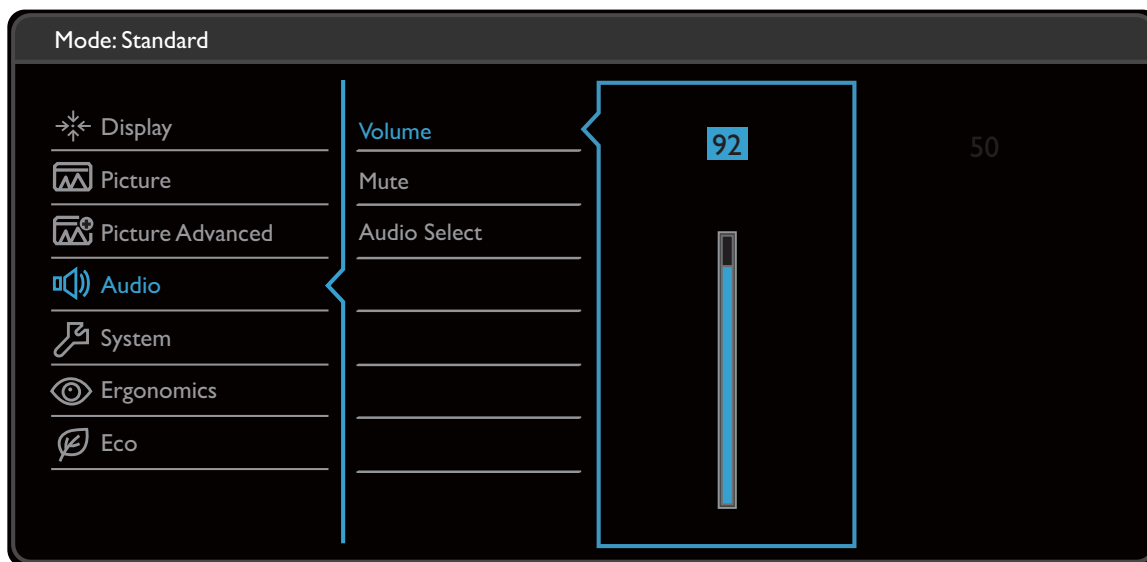 Mode: Standard
Display
Picture
Picture Advanced
Audio
System
Ergonomics
Eco
Volume
Mute
Audio Select
92
50